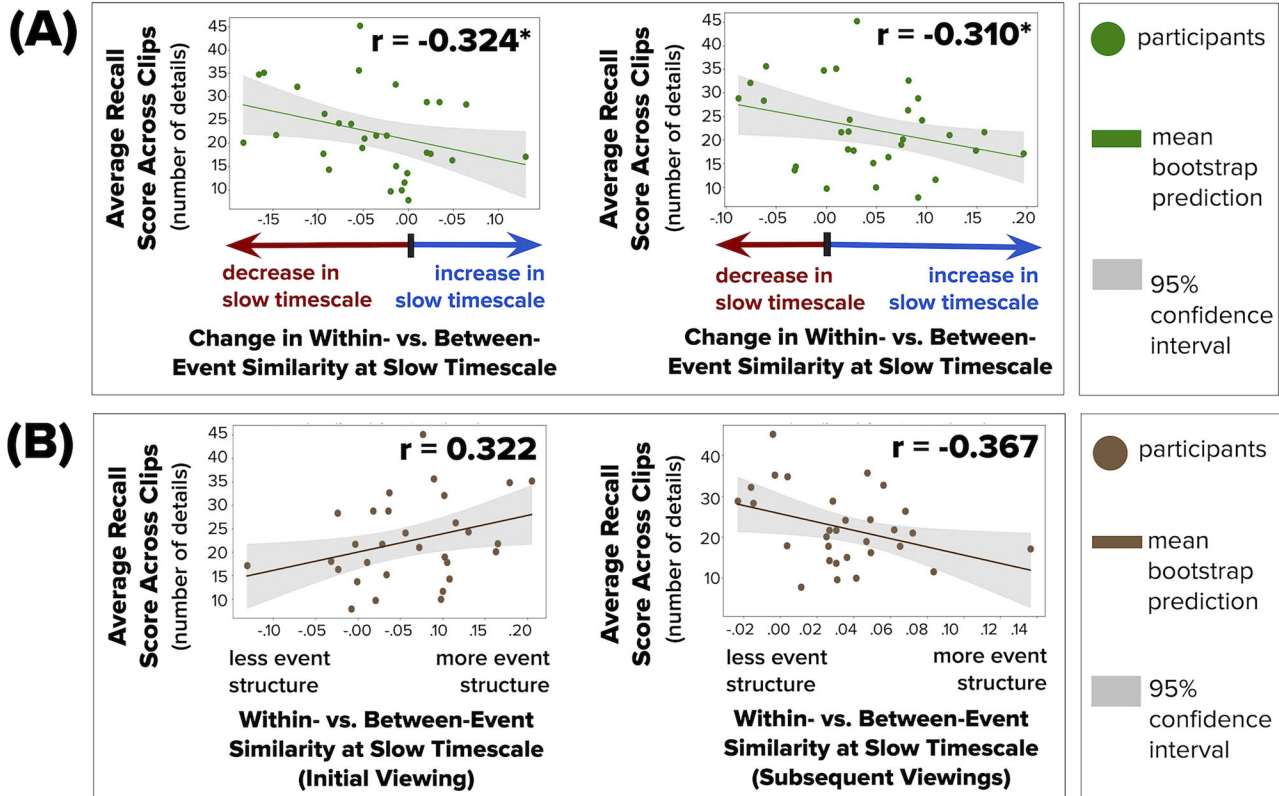 (A)
Average Recall
Score Across Clips
(number of details)
r = -0.324*
45
40
35
30
25
20
15
10
-.15
-.10
-.05
.00
-.05
.10
decrease in
slow timescale
increase in
slow timescale
Change in Within- vs. Between-
Event Similarity at Slow Timescale
Average Recall
Score Across Clips
(number of details)
r = -0.310*
45
40
35
30
25
20
15
10
-.10
-.05
.00
.05
.10
.15
.20
decrease in
slow timescale
increase in
slow timescale
Change in Within- vs. Between-
Event Similarity at Slow Timescale
participants
mean
bootstrap
prediction
95%
confidence
interval
(B)
Average Recall
Score Across Clips
(number of details)
r = 0.322
45
40
35
30
25
20
15
10
-.10
-.05
-.00
-.05
.10
.15
.20
less event
structure
more event
structure
Within- vs. Between-Event
Similarity at Slow Timescale
(Initial Viewing)
Average Recall
Score Across Clips
(number of details)
r = -0.367
40
30
20
10
-.02
.00
.02
.04
.06
.08
.10
.12
.14
less event
structure
more event
structure
Within- vs. Between-Event
Similarity at Slow Timescale
(Subsequent Viewings)
participants
mean
bootstrap
prediction
95%
confidence
interval